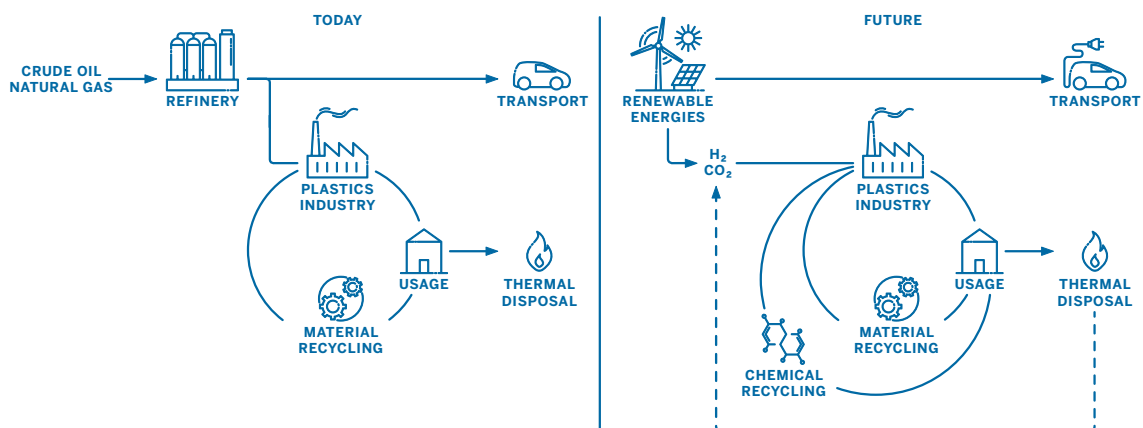 TODAY
CRUDE OIL
NATURAL GAS
REFINERY
TRANSPORT
PLASTICS
INDUSTRY
USAGE
THERMAL
DISPOSAL
MATERIAL
RECYCLING
FUTURE
RENEWABLE
ENERGIES
TRANSPORT
H₂
CO₂
PLASTICS
INDUSTRY
USAGE
THERMAL
DISPOSAL
MATERIAL
RECYCLING
CHEMICAL
RECYCLING